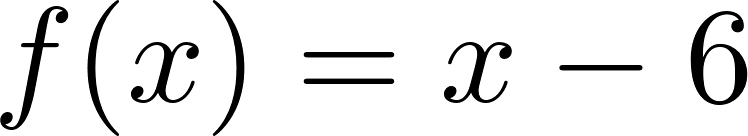 f(x) = x − 6